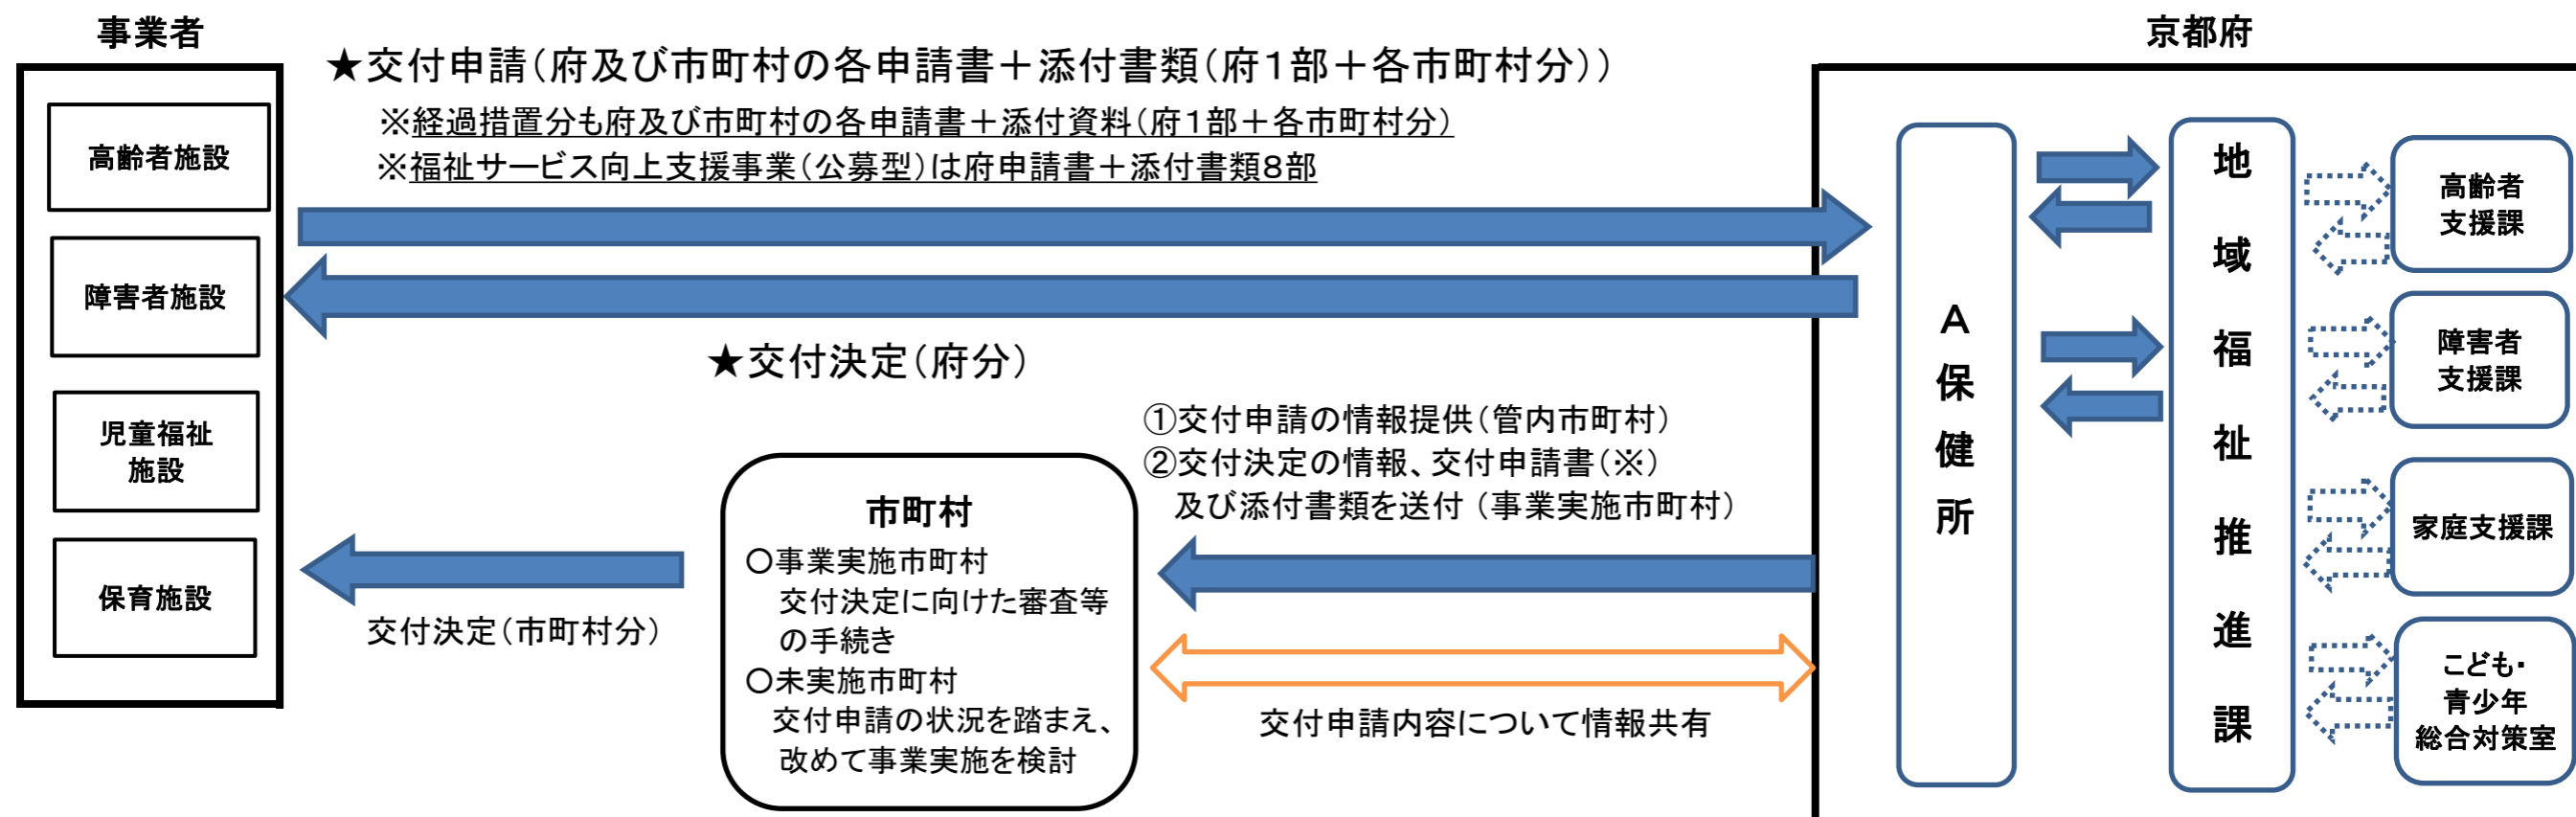 事業者
高齢者施設
障害者施設
児童福祉
施設
保育施設
★交付申請（府及び市町村の各申請書＋添付書類（府１部＋各市町村分））
※経過措置分も府及び市町村の各申請書＋添付資料（府１部＋各市町村分）
※福祉サービス向上支援事業（公募型）は府申請書＋添付書類８部
★交付決定（府分）
①交付申請の情報提供（管内市町村）
②交付決定の情報、交付申請書（※）
及び添付書類を送付 （事業実施市町村）
市町村
○事業実施市町村
交付決定に向けた審査等
の手続き
○未実施市町村
交付申請の状況を踏まえ、
改めて事業実施を検討
交付決定（市町村分）
交付申請内容について情報共有
京都府
Ａ保健所
地域福祉推進課
高齢者
支援課
障害者
支援課
家庭支援課
こども・
青少年
総合対策室